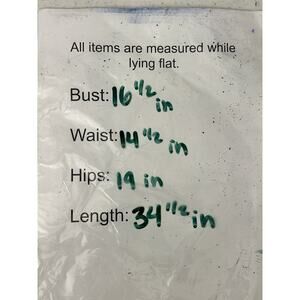 All items are measured while
lying flat.
Bust: 16 1/2 in
Waist: 14 1/2 in
Hips: 19 in
Length: 34 1/2 in